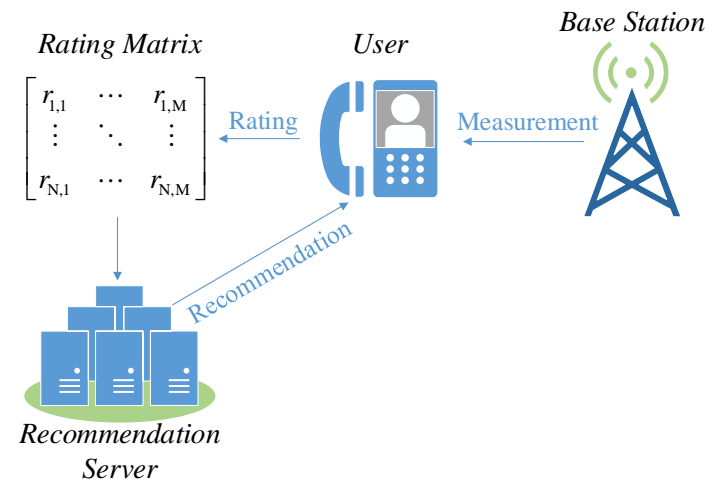 Base Station
Rating Matrix
User
r1,1 ⋯ r1,M
⋮ ⋱ ⋮
rN,1 ⋯ rN,M
Rating
Measurement
Recommendation
Recommendation
Server